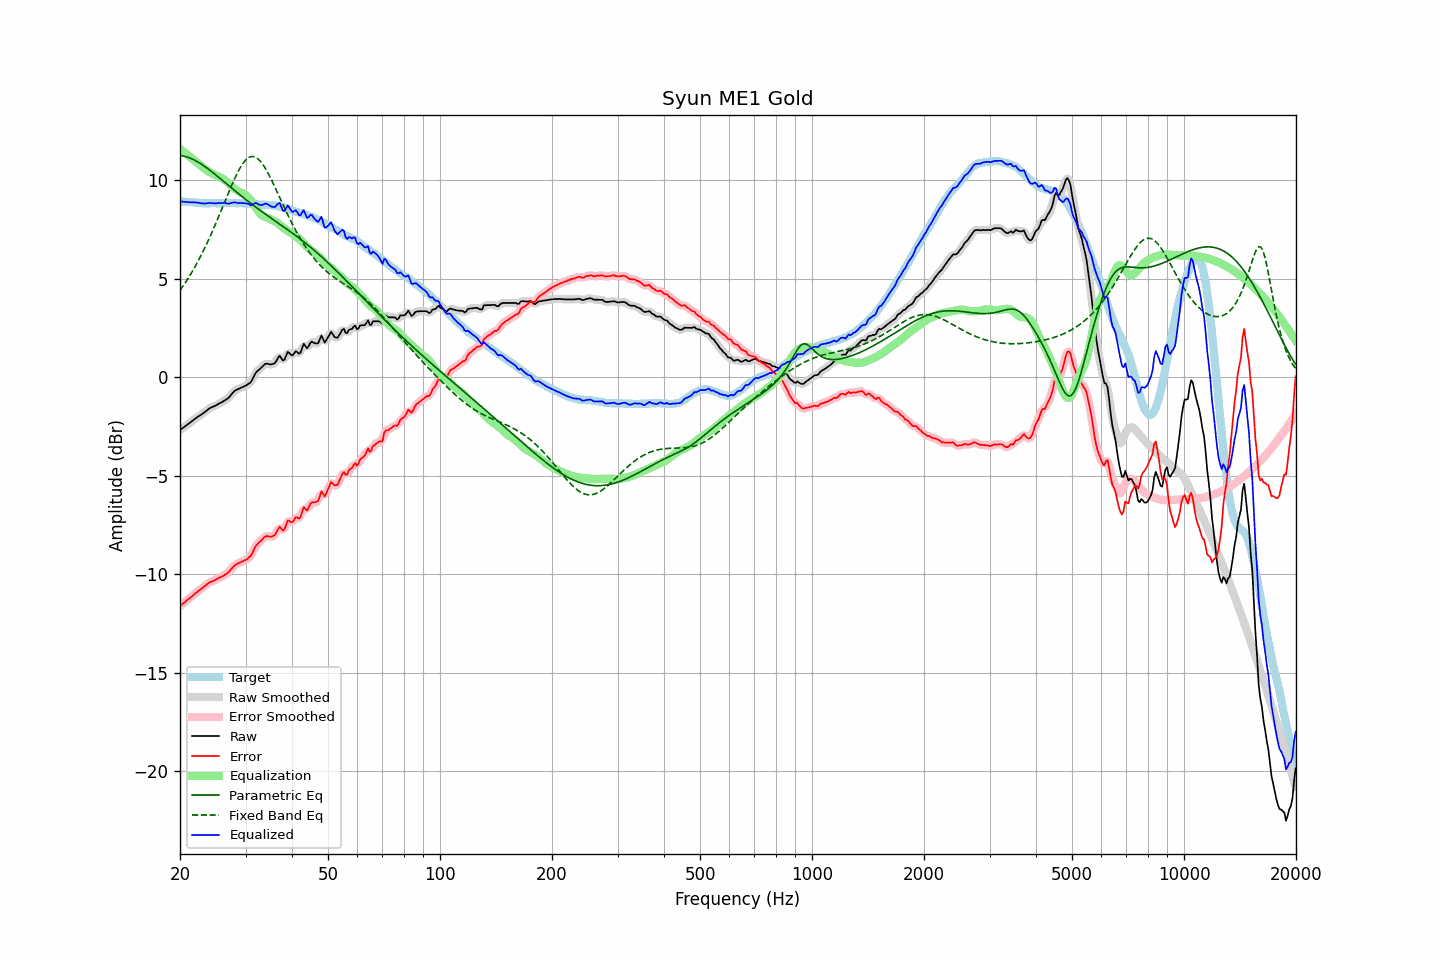 Syun ME1 Gold
Amplitude (dBr)
10
5
0
−5
−10
−15
−20
Target
Raw Smoothed
Error Smoothed
Raw
Error
Equalization
Parametric Eq
Fixed Band Eq
Equalized
20 50 100 200 500 1000 2000 5000 10000 20000
Frequency (Hz)